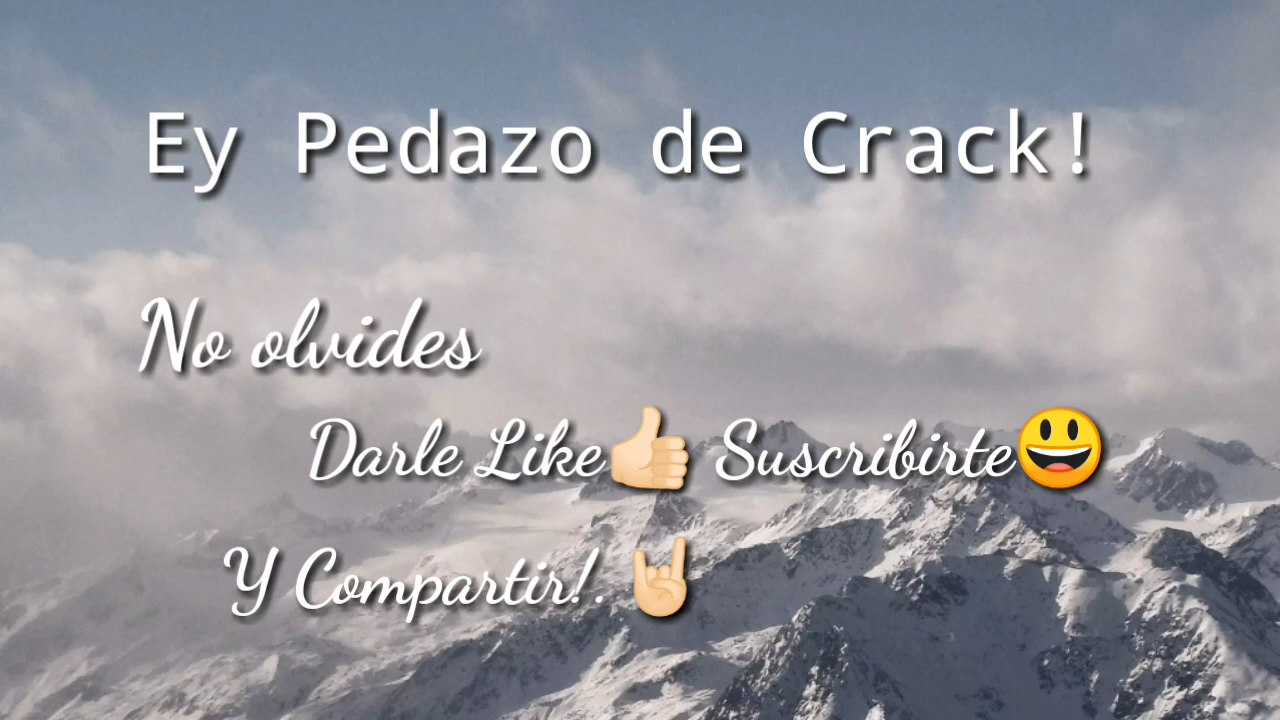 Ey Pedazo de Crack!
No olvides
Darle Like👍🏻 Suscribirte😃
Y Compartir!. 🤘🏻